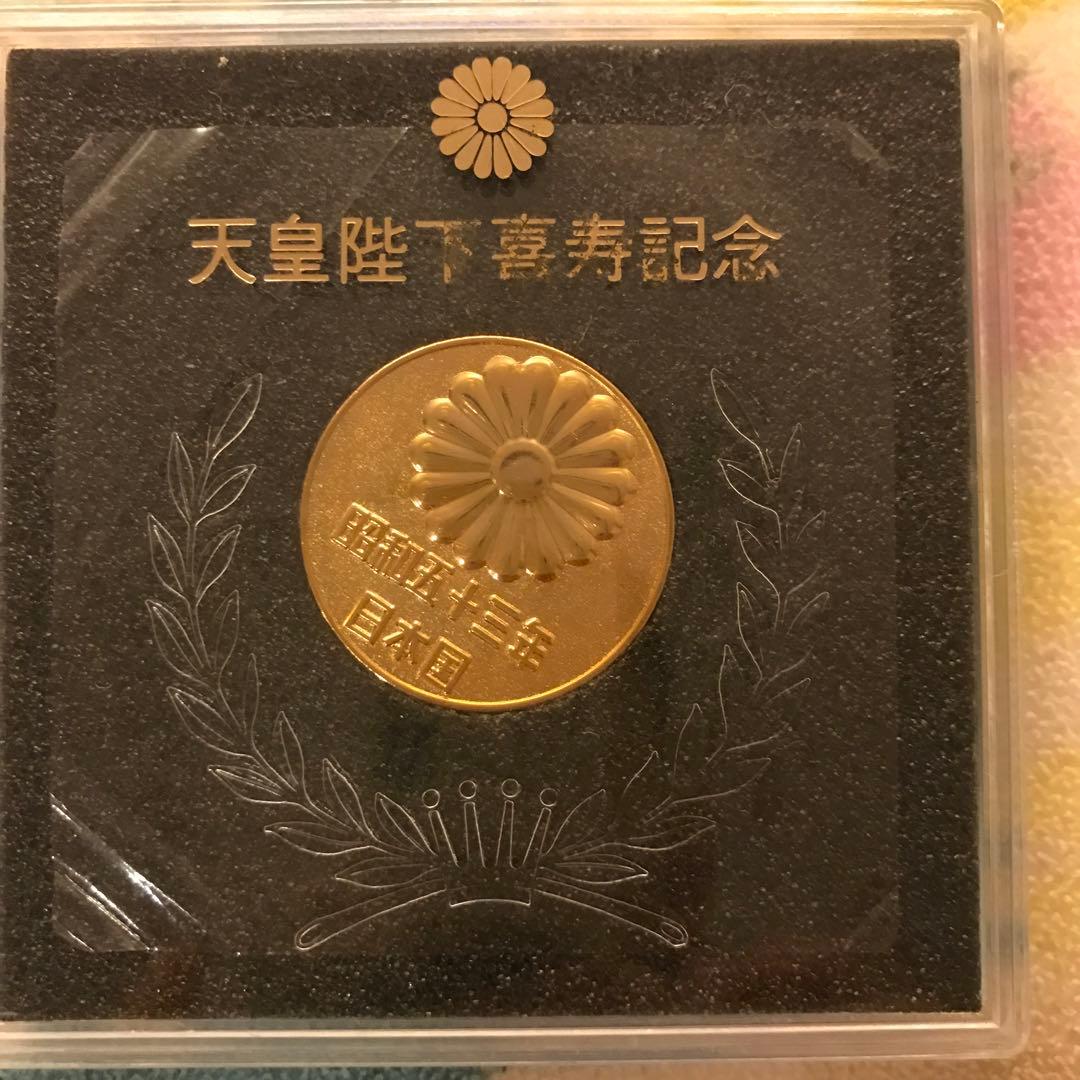 天皇陛下喜寿記念
昭和五十三年
日本国